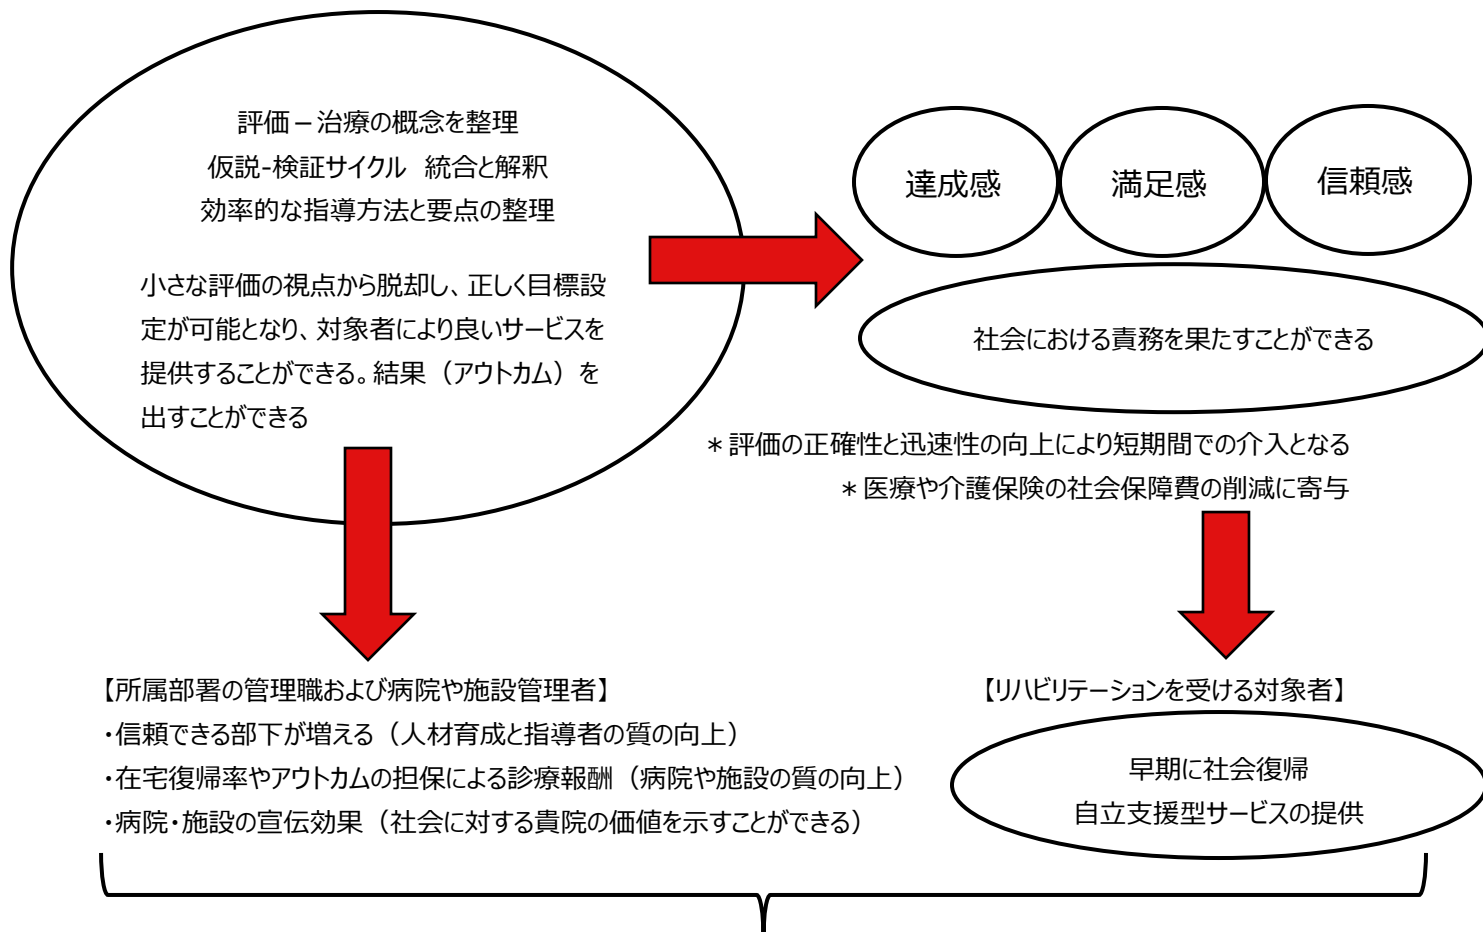 評価－治療の概念を整理
仮説-検証サイクル　統合と解釈
効率的な指導方法と要点の整理
小さな評価の視点から脱却し、正しく目標設
定が可能となり、対象者により良いサービスを
提供することができる。結果（アウトカム）を
出すことができる
達成感
満足感
信頼感
社会における責務を果たすことができる
＊評価の正確性と迅速性の向上により短期間での介入となる
＊医療や介護保険の社会保障費の削減に寄与
【所属部署の管理職および病院や施設管理者】
・信頼できる部下が増える（人材育成と指導者の質の向上）
・在宅復帰率やアウトカムの担保による診療報酬（病院や施設の質の向上）
・病院・施設の宣伝効果（社会に対する貴院の価値を示すことができる）
【リハビリテーションを受ける対象者】
早期に社会復帰
自立支援型サービスの提供